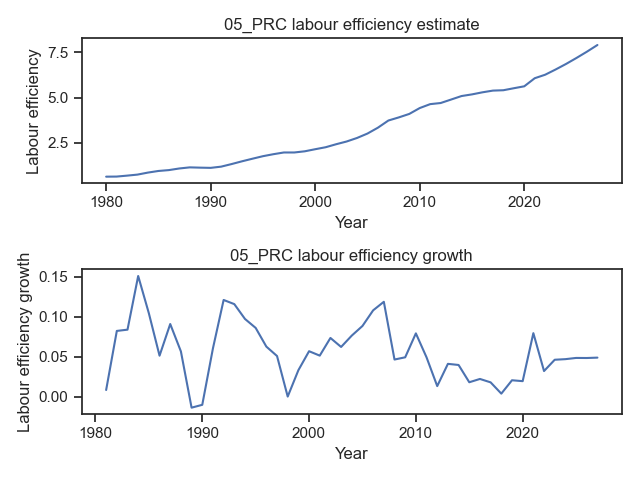 05_PRC labour efficiency estimate
Labour efficiency
7.5
5.0
2.5
1980 1990 2000 2010 2020
Year
05_PRC labour efficiency growth
Labour efficiency growth
0.15
0.10
0.05
0.00
1980 1990 2000 2010 2020
Year